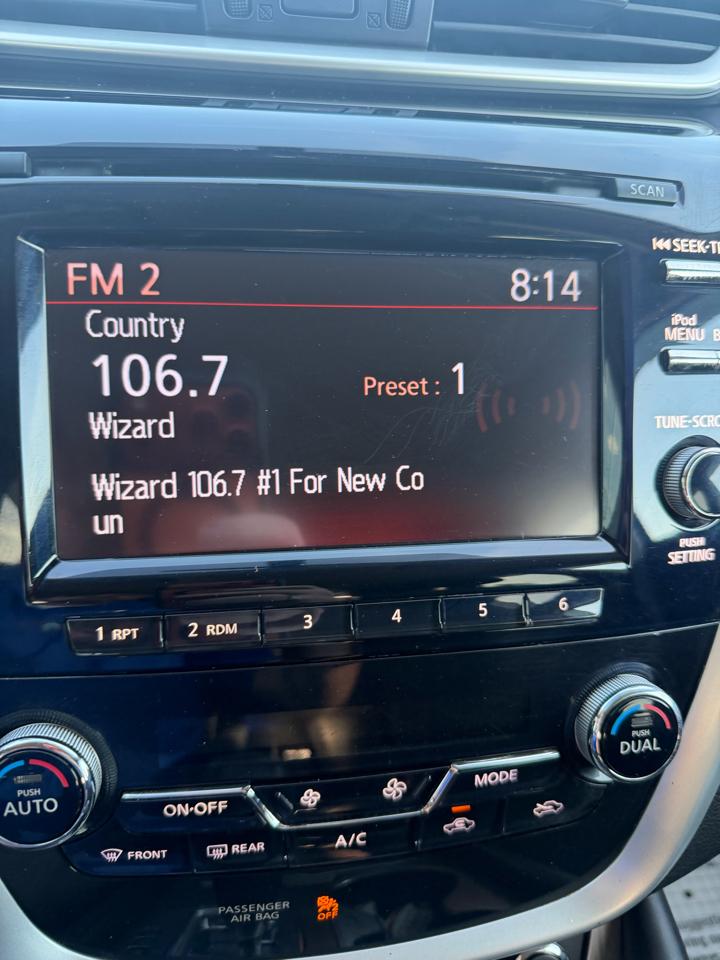 SCAN
SEEK·T
FM 2
8:14
Country
106.7
Preset : 1
Wizard
Wizard 106.7 #1 For New Co
un
iPod
MENU B
TUNE·SCRO
PUSH
SETTING
1 RPT
2 RDM
3
4
5
6
PUSH
AUTO
PUSH
DUAL
ON·OFF
MODE
FRONT
REAR
A/C
PASSENGER
AIR BAG
OFF